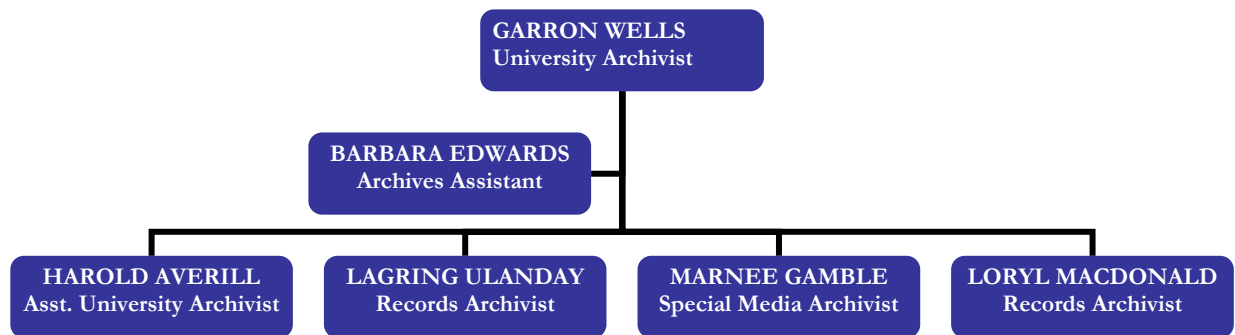 GARRON WELLS
University Archivist
BARBARA EDWARDS
Archives Assistant
HAROLD AVERILL
Asst. University Archivist
LAGRING ULANDAY
Records Archivist
MARNEE GAMBLE
Special Media Archivist
LORYL MACDONALD
Records Archivist